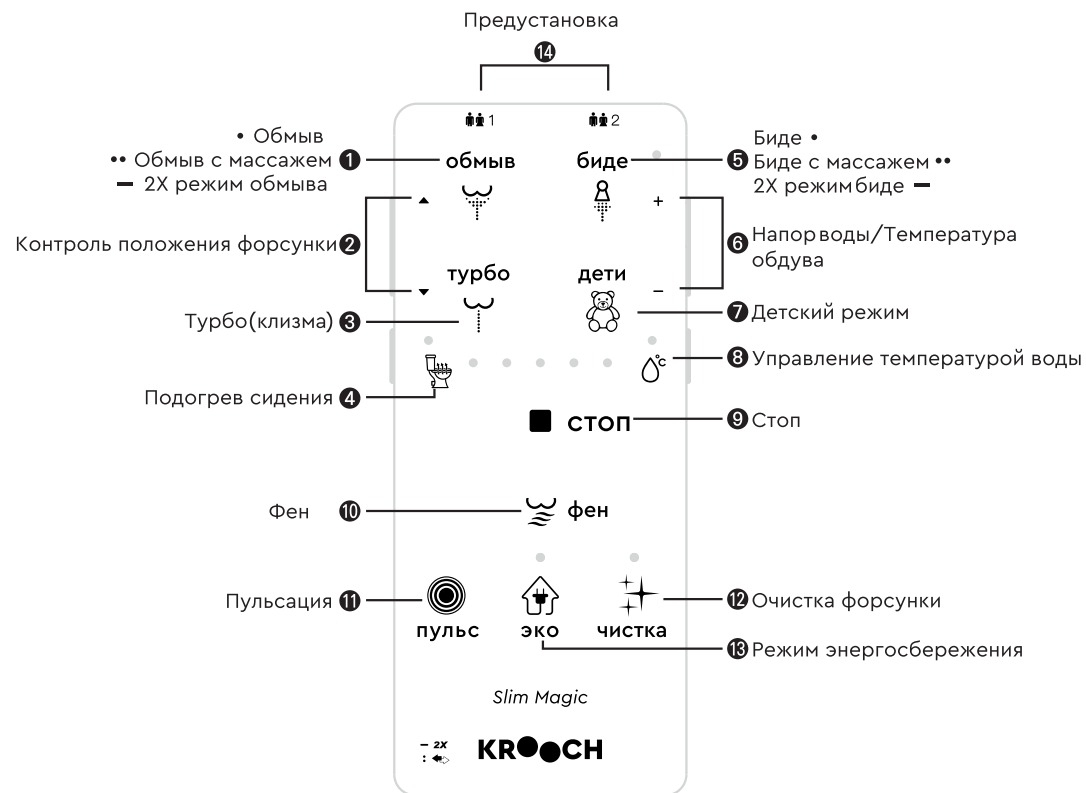 Предустановка
14
1
2
• Обмыв
•• Обмыв с массажем 1
— 2X режим обмыва
обмыв
биде
Биде •
5 Биде с массажем ••
2X режим биде —
+
Контроль положения форсунки 2
6 Напор воды/Температура
обдува
турбо
дети
−
Турбо(клизма) 3
7 Детский режим
°C
8 Управление температурой воды
Подогрев сидения 4
стоп
9 Стоп
Фен 10
фен
Пульсация 11
12 Очистка форсунки
пульс
эко
чистка
13 Режим энергосбережения
Slim Magic
— 2X
KROOCH